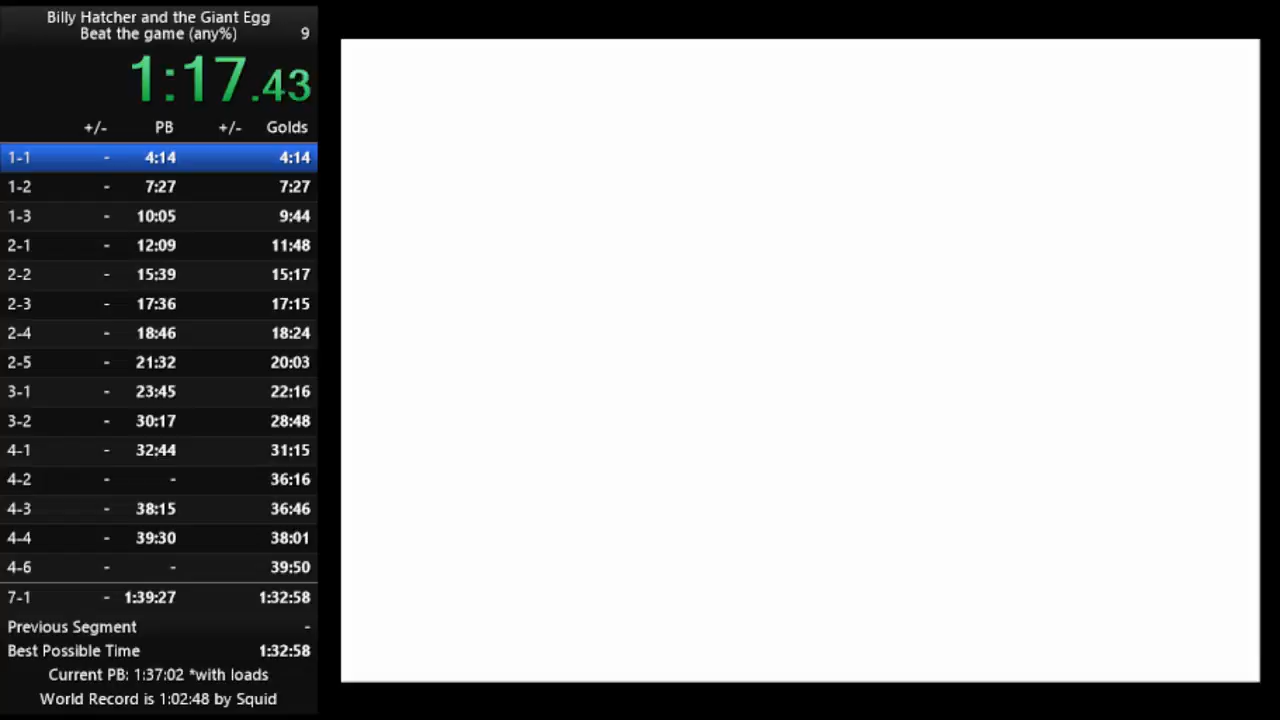 Billy Hatcher and the Giant Egg
Beat the game (any%) 9
1:17.43
+/- PB +/- Golds
1-1 - 4:14 4:14
1-2 - 7:27 7:27
1-3 - 10:05 9:44
2-1 - 12:09 11:48
2-2 - 15:39 15:17
2-3 - 17:36 17:15
2-4 - 18:46 18:24
2-5 - 21:32 20:03
3-1 - 23:45 22:16
3-2 - 30:17 28:48
4-1 - 32:44 31:15
4-2 - - 36:16
4-3 - 38:15 36:46
4-4 - 39:30 38:01
4-6 - - 39:50
7-1 - 1:39:27 1:32:58
Previous Segment -
Best Possible Time 1:32:58
Current PB: 1:37:02 *with loads
World Record is 1:02:48 by Squid